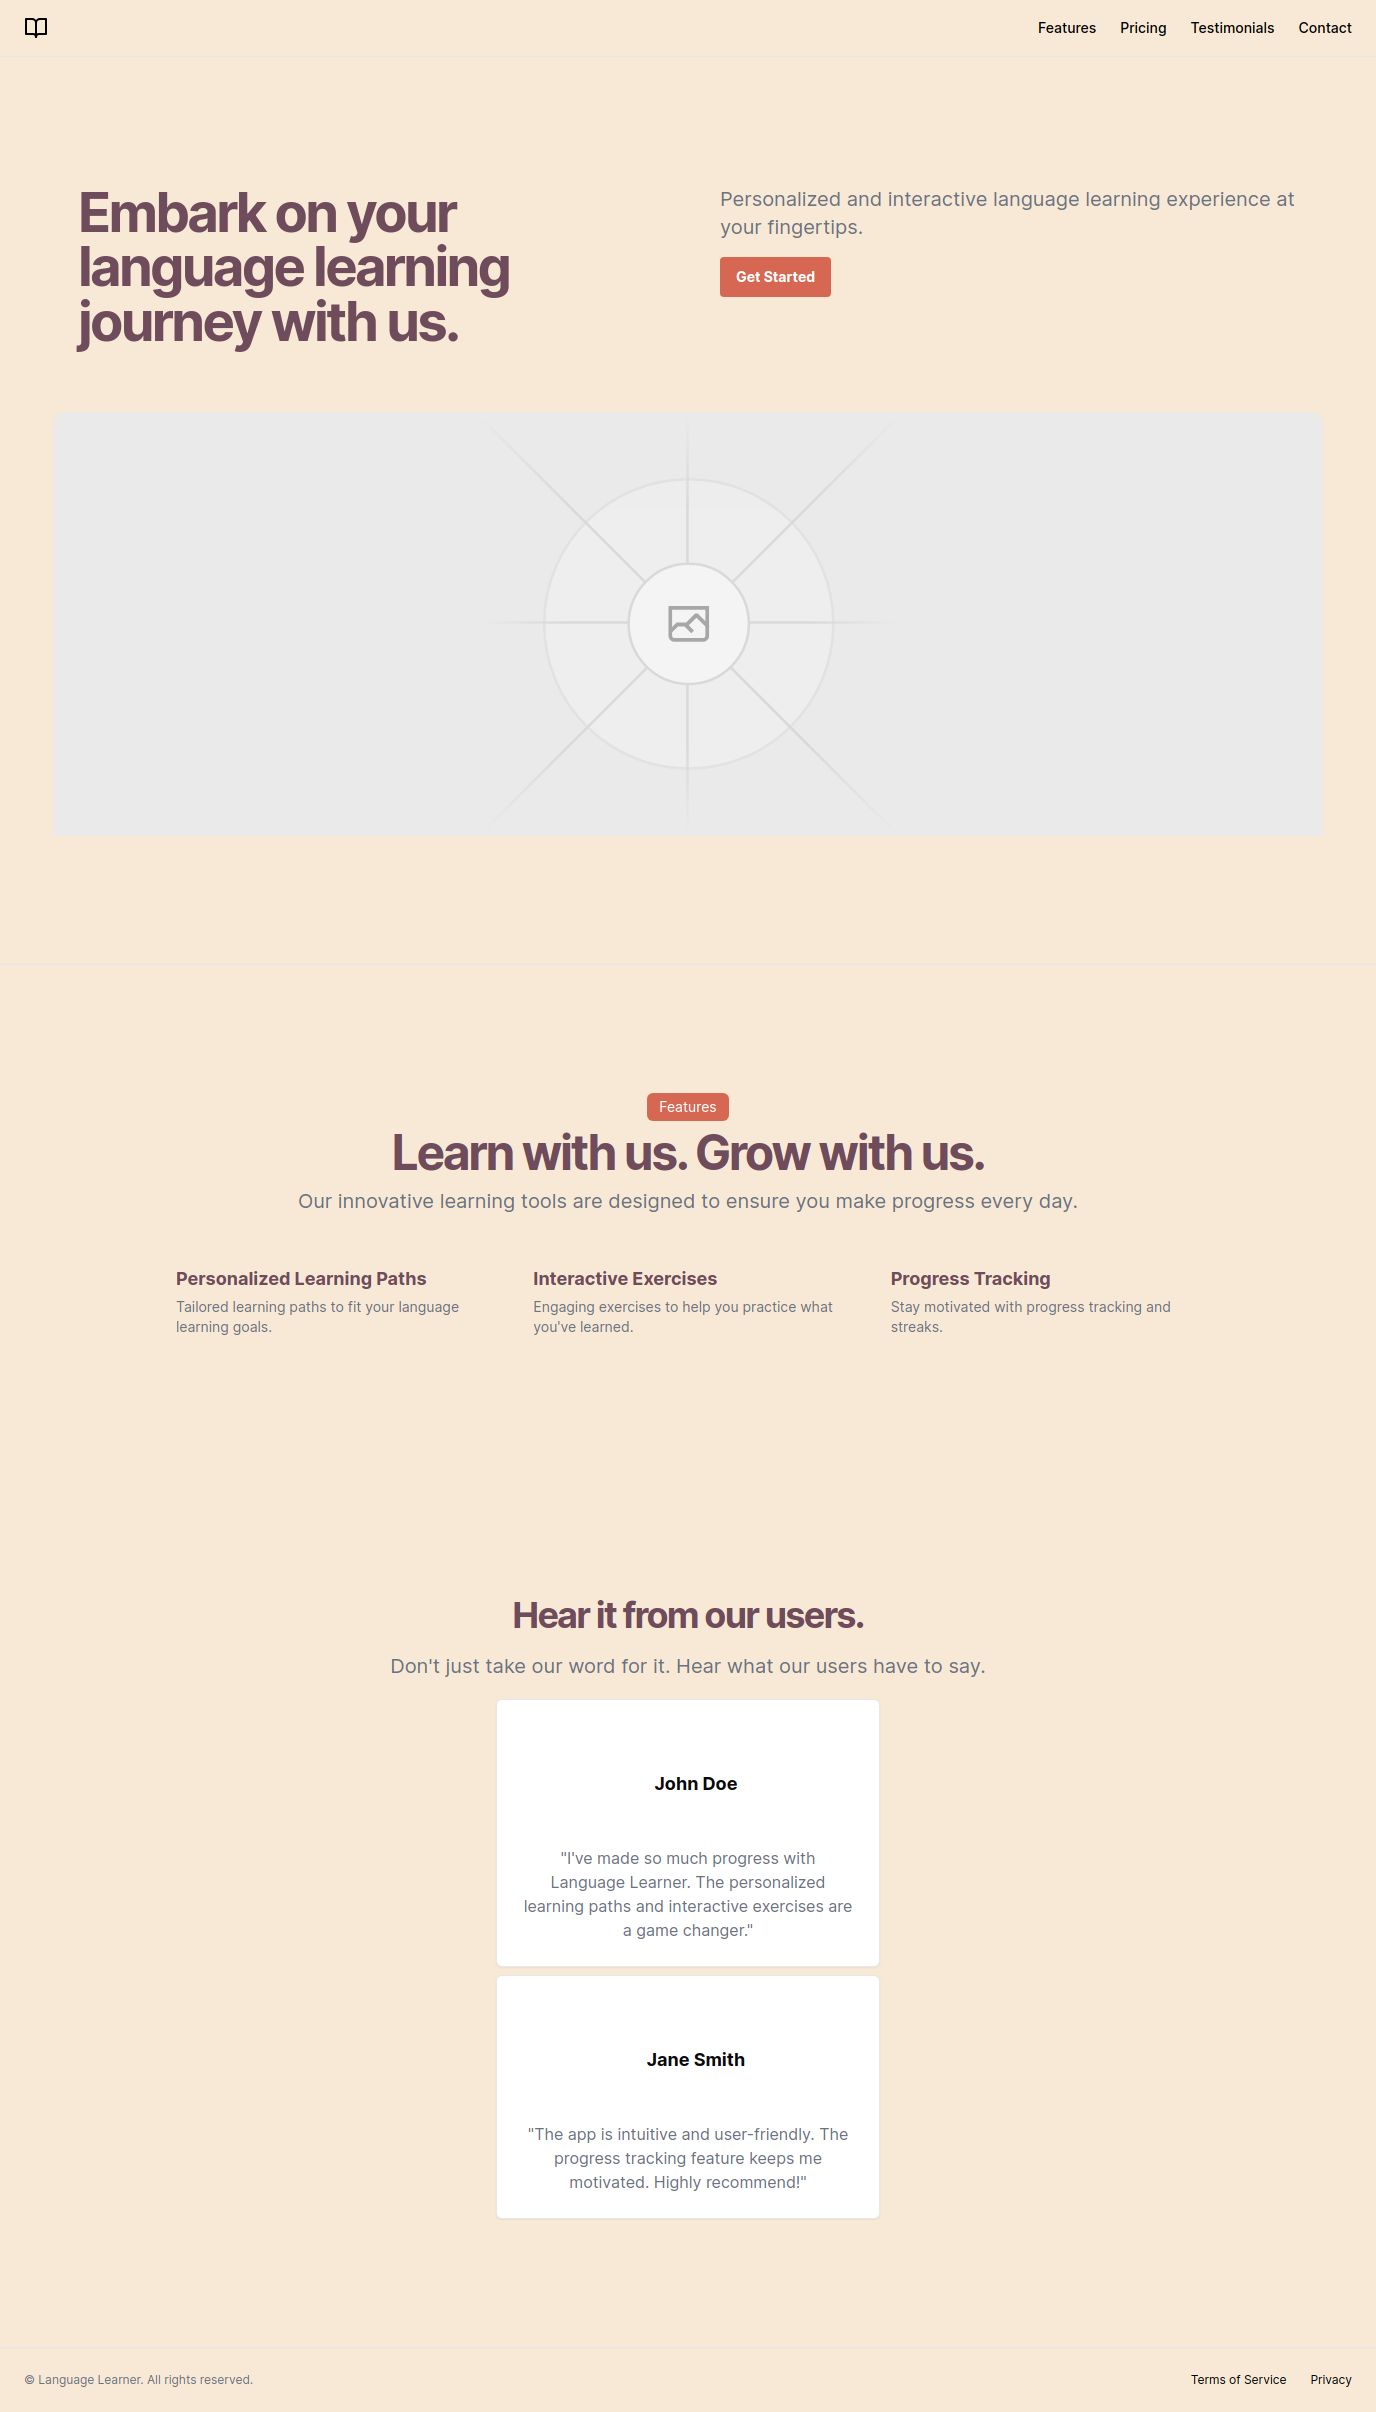 Features Pricing Testimonials Contact
Embark on your
language learning
journey with us.
Personalized and interactive language learning experience at
your fingertips.
Get Started
Features
Learn with us. Grow with us.
Our innovative learning tools are designed to ensure you make progress every day.
Personalized Learning Paths
Tailored learning paths to fit your language
learning goals.
Interactive Exercises
Engaging exercises to help you practice what
you've learned.
Progress Tracking
Stay motivated with progress tracking and
streaks.
Hear it from our users.
Don't just take our word for it. Hear what our users have to say.
John Doe
"I've made so much progress with
Language Learner. The personalized
learning paths and interactive exercises are
a game changer."
Jane Smith
"The app is intuitive and user-friendly. The
progress tracking feature keeps me
motivated. Highly recommend!"
© Language Learner. All rights reserved.
Terms of Service Privacy